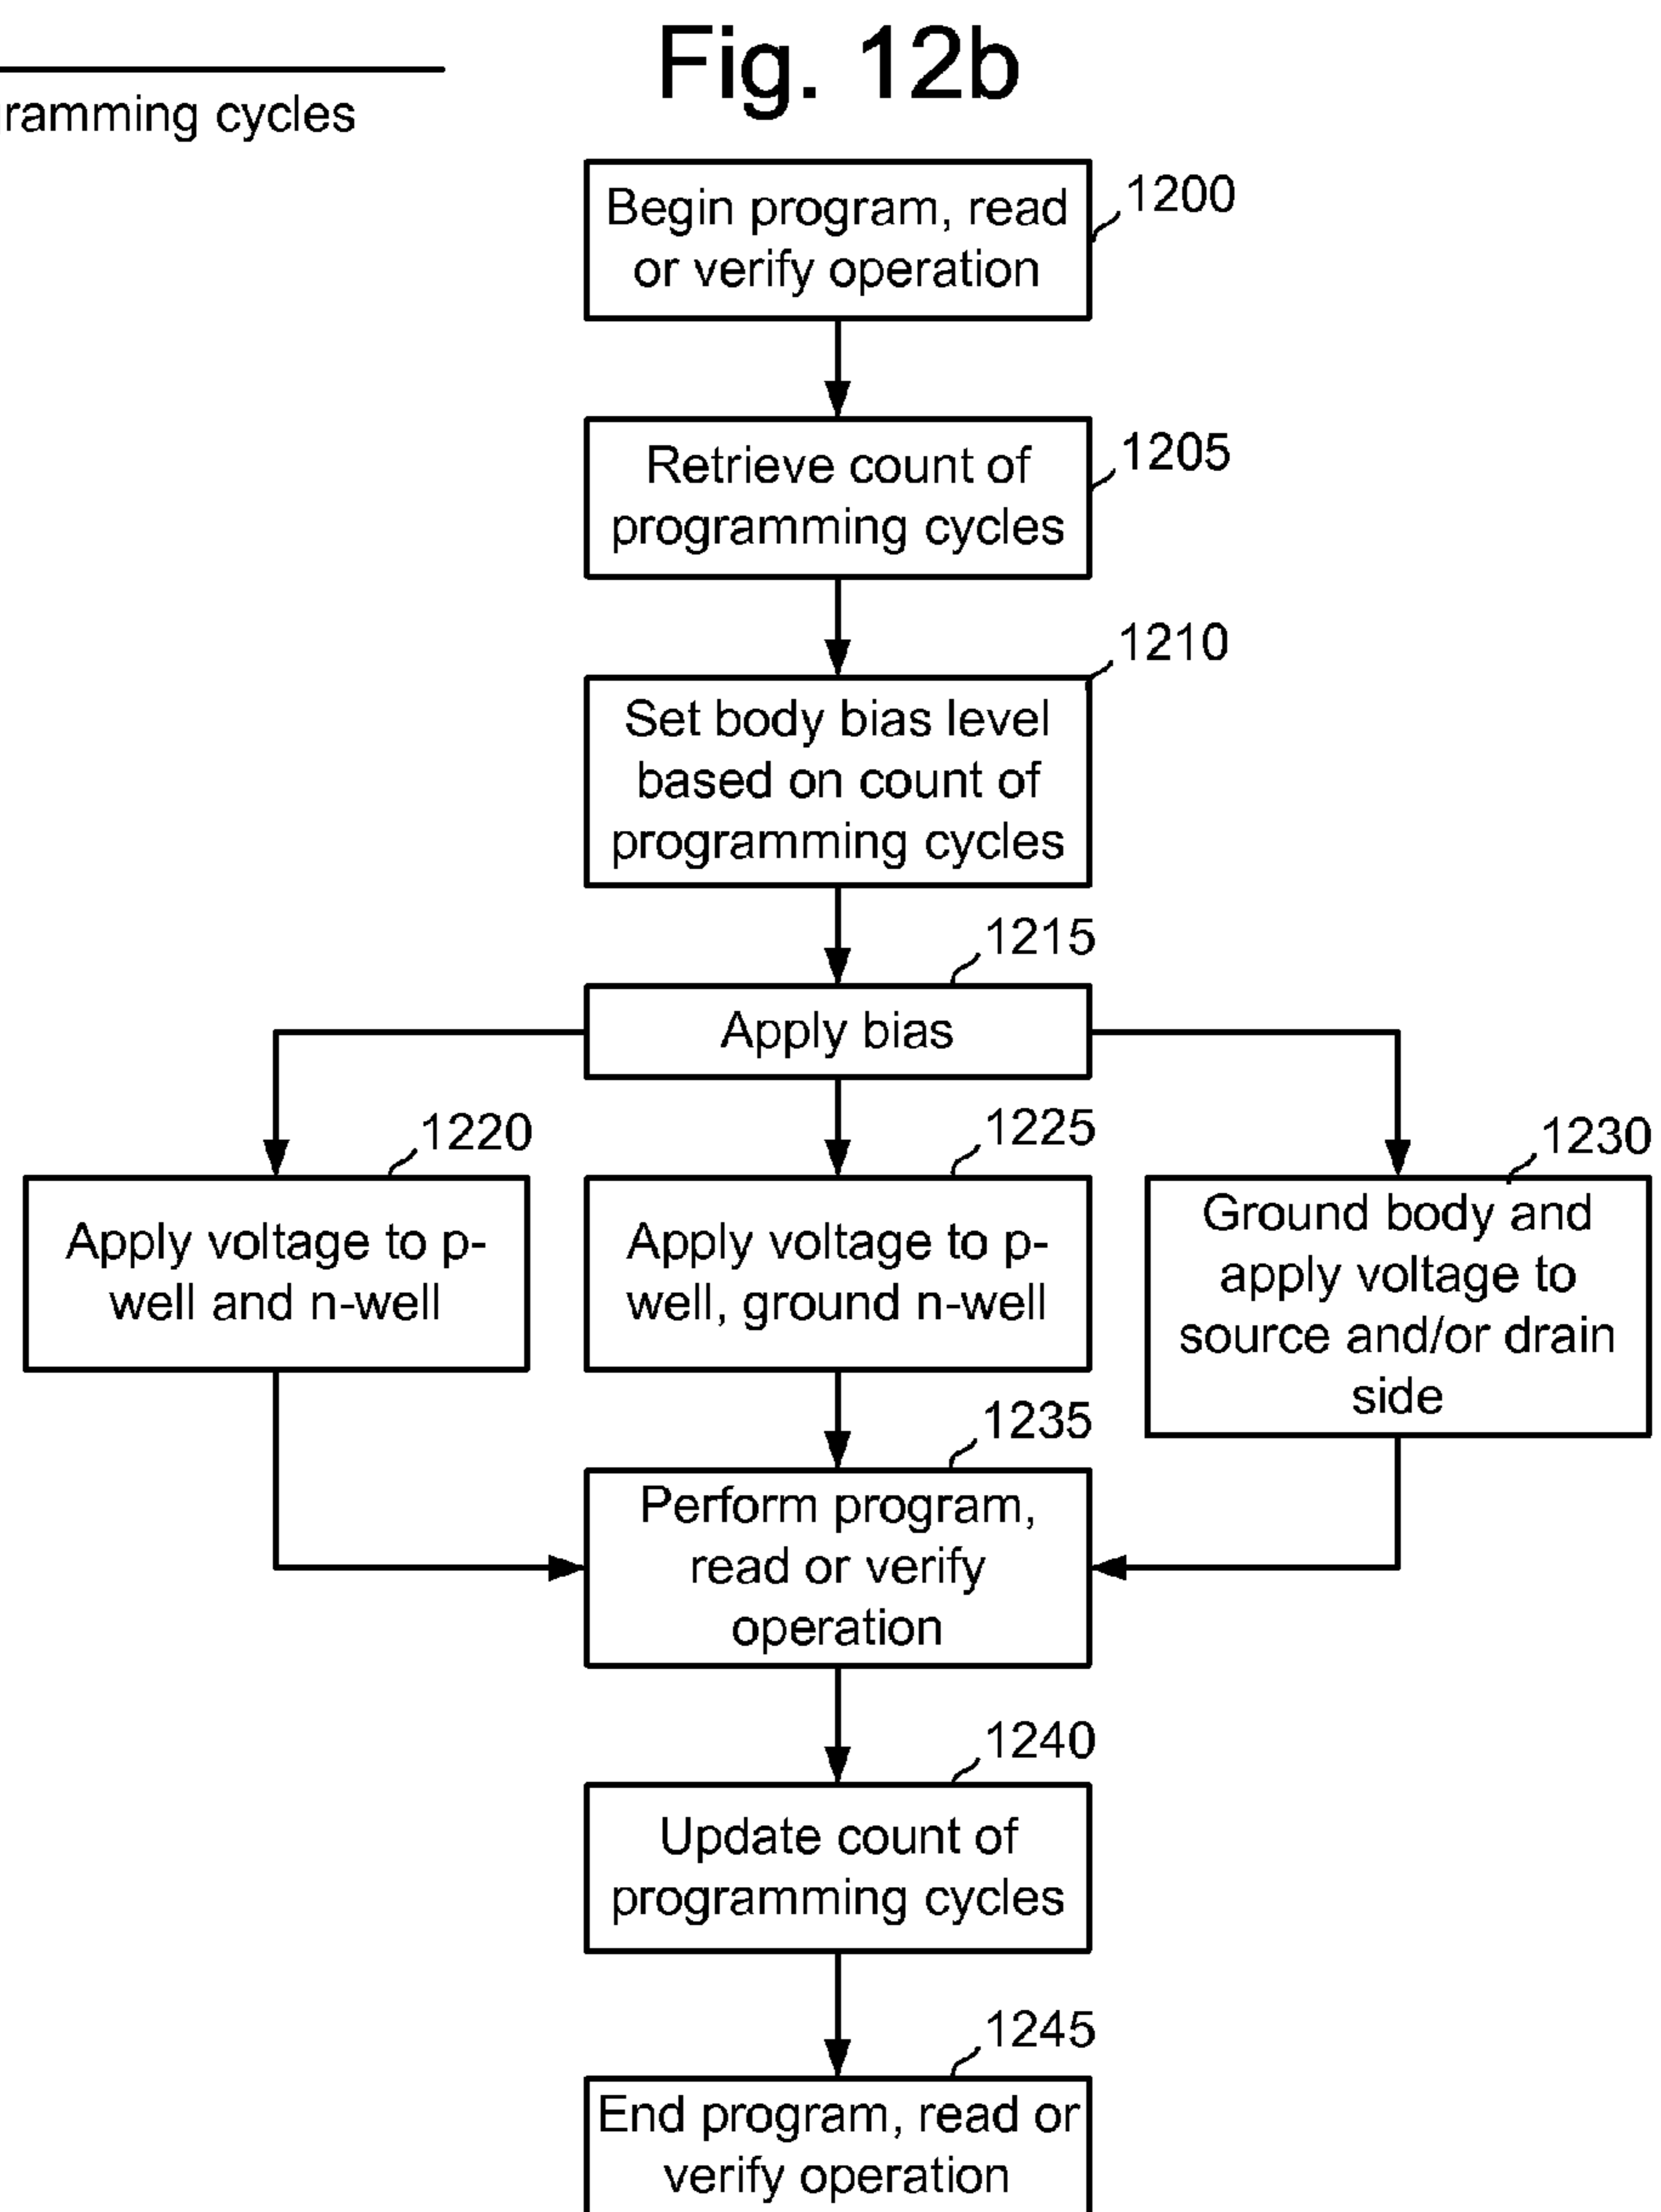 Fig. 12b
cycles
Begin program, read
or verify operation
1200
Retrieve count of
programming cycles
1205
Set body bias level
based on count of
programming cycles
1210
Apply bias
1215
Apply voltage to p-
well and n-well
1220
Apply voltage to p-
well, ground n-well
1225
Ground body and
apply voltage to
source and/or drain
side
1230
Perform program,
read or verify
operation
1235
Update count of
programming cycles
1240
End program, read or
verify operation
1245